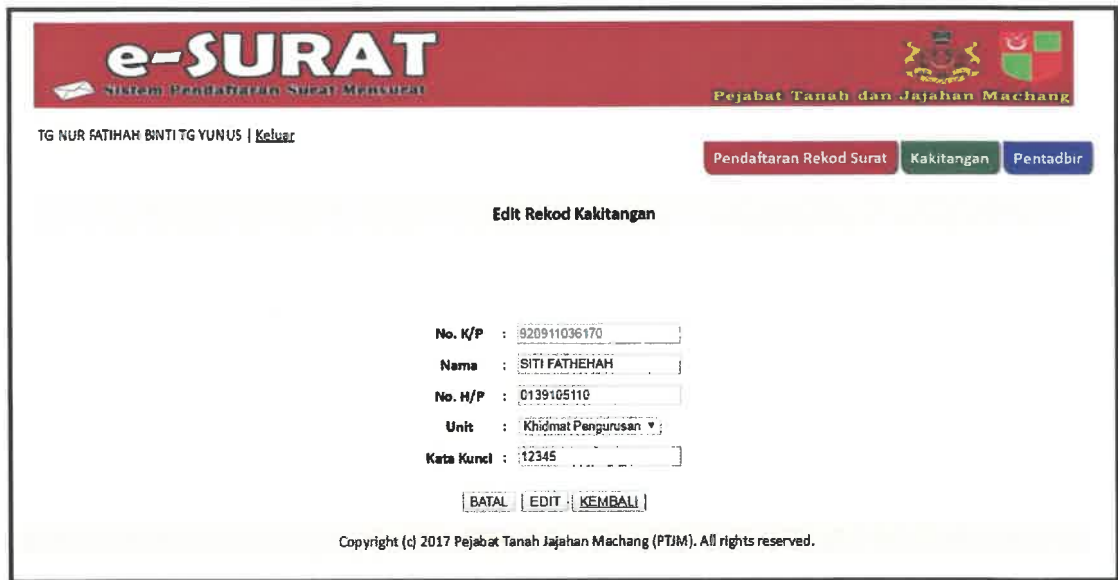 e-SURAT
Sistem Pendaftaran Surat Menyurat
Pejabat Tanah dan Jajahan Machang
TG NUR FATIHAH BINTI TG YUNUS | Keluar
Pendaftaran Rekod Surat Kakitangan Pentadbir
Edit Rekod Kakitangan
No. K/P : 920911036170
Nama : SITI FATHEHAH
No. H/P : 0139105110
Unit : Khidmat Pengurusan
Kata Kunci : 12345
BATAL EDIT KEMBALI
Copyright (c) 2017 Pejabat Tanah Jajahan Machang (PTJM). All rights reserved.